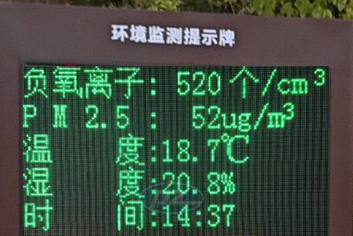 环境监测提示牌
负氧离子: 520 个/cm³
PM2.5: 52ug/m³
温 度:18.7℃
湿 度:20.8%
时 间:14:37